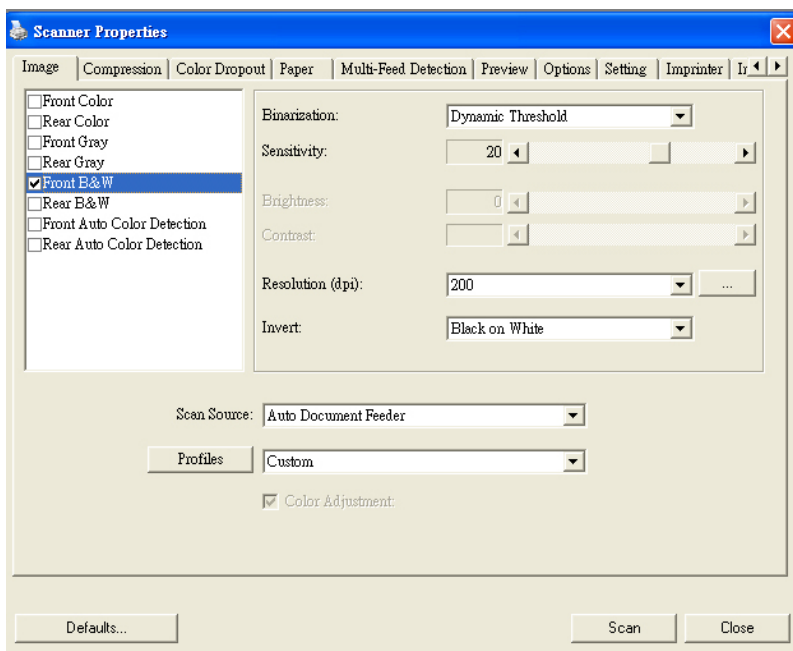 Scanner Properties
Image Compression Color Dropout Paper Multi-Feed Detection Preview Options Setting Imprinter
Front Color
Rear Color
Front Gray
Rear Gray
Front B&W
Rear B&W
Front Auto Color Detection
Rear Auto Color Detection
Binarization: Dynamic Threshold
Sensitivity: 20
Brightness: 0
Contrast:
Resolution (dpi): 200 ...
Invert: Black on White
Scan Source: Auto Document Feeder
Profiles Custom
Color Adjustment:
Defaults... Scan Close